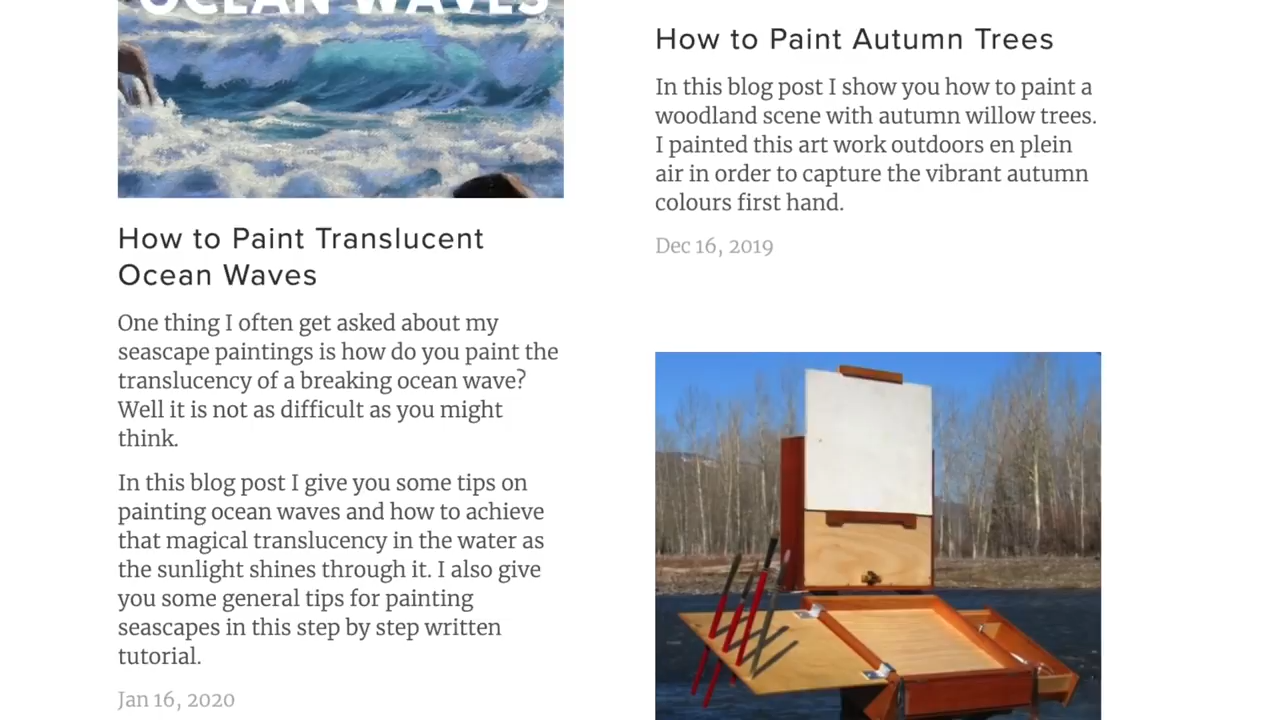 OCEAN WAVES
How to Paint Translucent
Ocean Waves
One thing I often get asked about my
seascape paintings is how do you paint the
translucency of a breaking ocean wave?
Well it is not as difficult as you might
think.
In this blog post I give you some tips on
painting ocean waves and how to achieve
that magical translucency in the water as
the sunlight shines through it. I also give
you some general tips for painting
seascapes in this step by step written
tutorial.
Jan 16, 2020
How to Paint Autumn Trees
In this blog post I show you how to paint a
woodland scene with autumn willow trees.
I painted this art work outdoors en plein
air in order to capture the vibrant autumn
colours first hand.
Dec 16, 2019